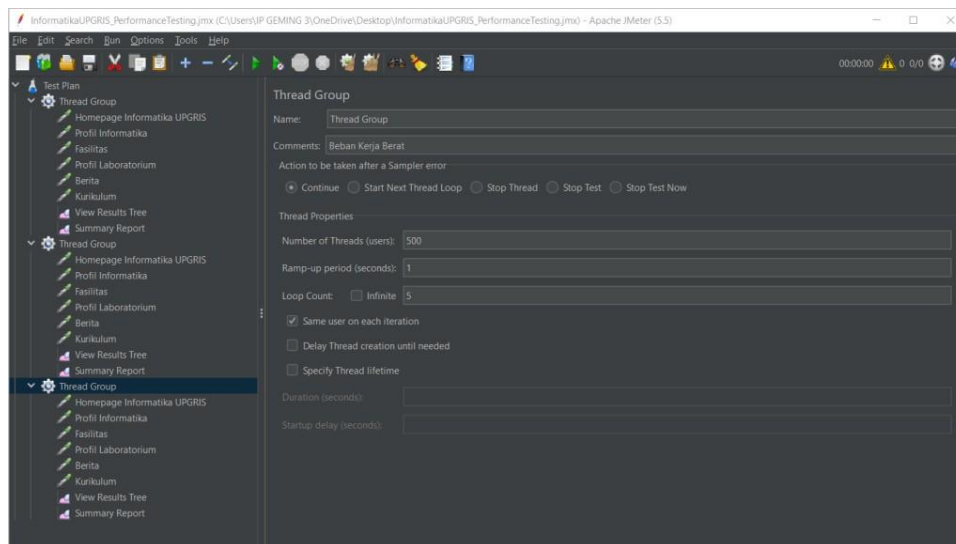 InformatikaUPGRIS_PerformanceTesting.jmx (C:\Users\IP GEMING 3\OneDrive\Desktop\InformatikaUPGRIS_PerformanceTesting.jmx) - Apache JMeter (5.5)
File Edit Search Run Options Tools Help
00:00:00 0 0/0
Test Plan
Thread Group
Homepage Informatika UPGRIS
Profil Informatika
Fasilitas
Profil Laboratorium
Berita
Kurikulum
View Results Tree
Summary Report
Thread Group
Homepage Informatika UPGRIS
Profil Informatika
Fasilitas
Profil Laboratorium
Berita
Kurikulum
View Results Tree
Summary Report
Thread Group
Homepage Informatika UPGRIS
Profil Informatika
Fasilitas
Profil Laboratorium
Berita
Kurikulum
View Results Tree
Summary Report
Thread Group
Name: Thread Group
Comments: Beban Kerja Berat
Action to be taken after a Sampler error
Continue Start Next Thread Loop Stop Thread Stop Test Stop Test Now
Thread Properties
Number of Threads (users): 500
Ramp-up period (seconds): 1
Loop Count: Infinite 5
Same user on each iteration
Delay Thread creation until needed
Specify Thread lifetime
Duration (seconds):
Startup delay (seconds):